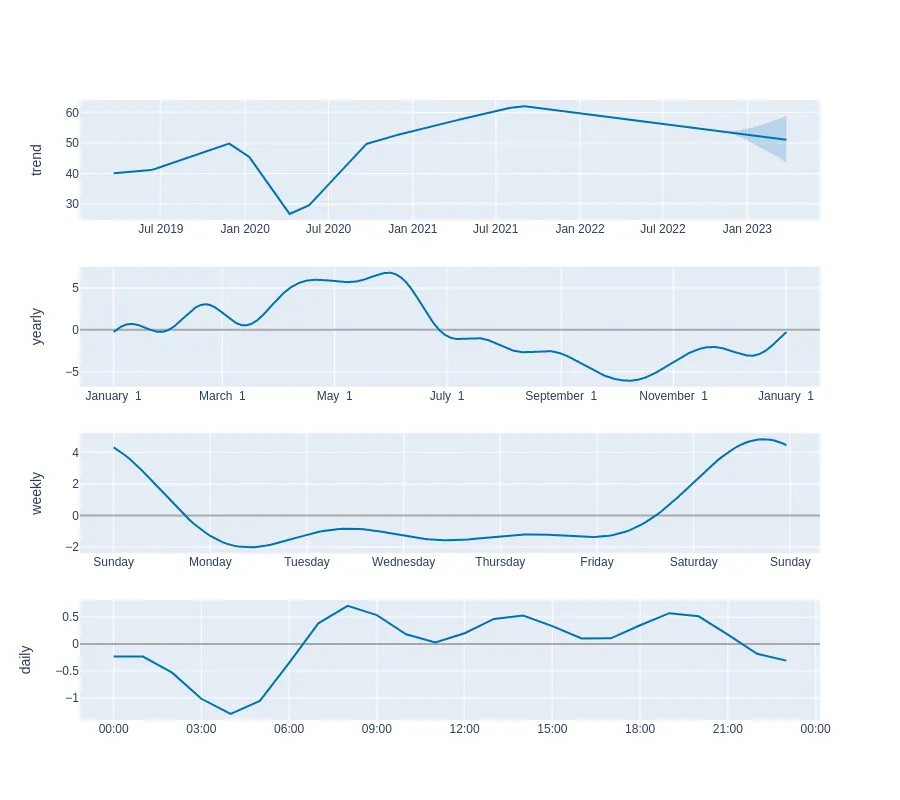 60
50
40
30
trend
Jul 2019 Jan 2020 Jul 2020 Jan 2021 Jul 2021 Jan 2022 Jul 2022 Jan 2023
5
0
−5
yearly
January 1 March 1 May 1 July 1 September 1 November 1 January 1
4
2
0
−2
weekly
Sunday Monday Tuesday Wednesday Thursday Friday Saturday Sunday
0.5
0
−0.5
−1
daily
00:00 03:00 06:00 09:00 12:00 15:00 18:00 21:00 00:00